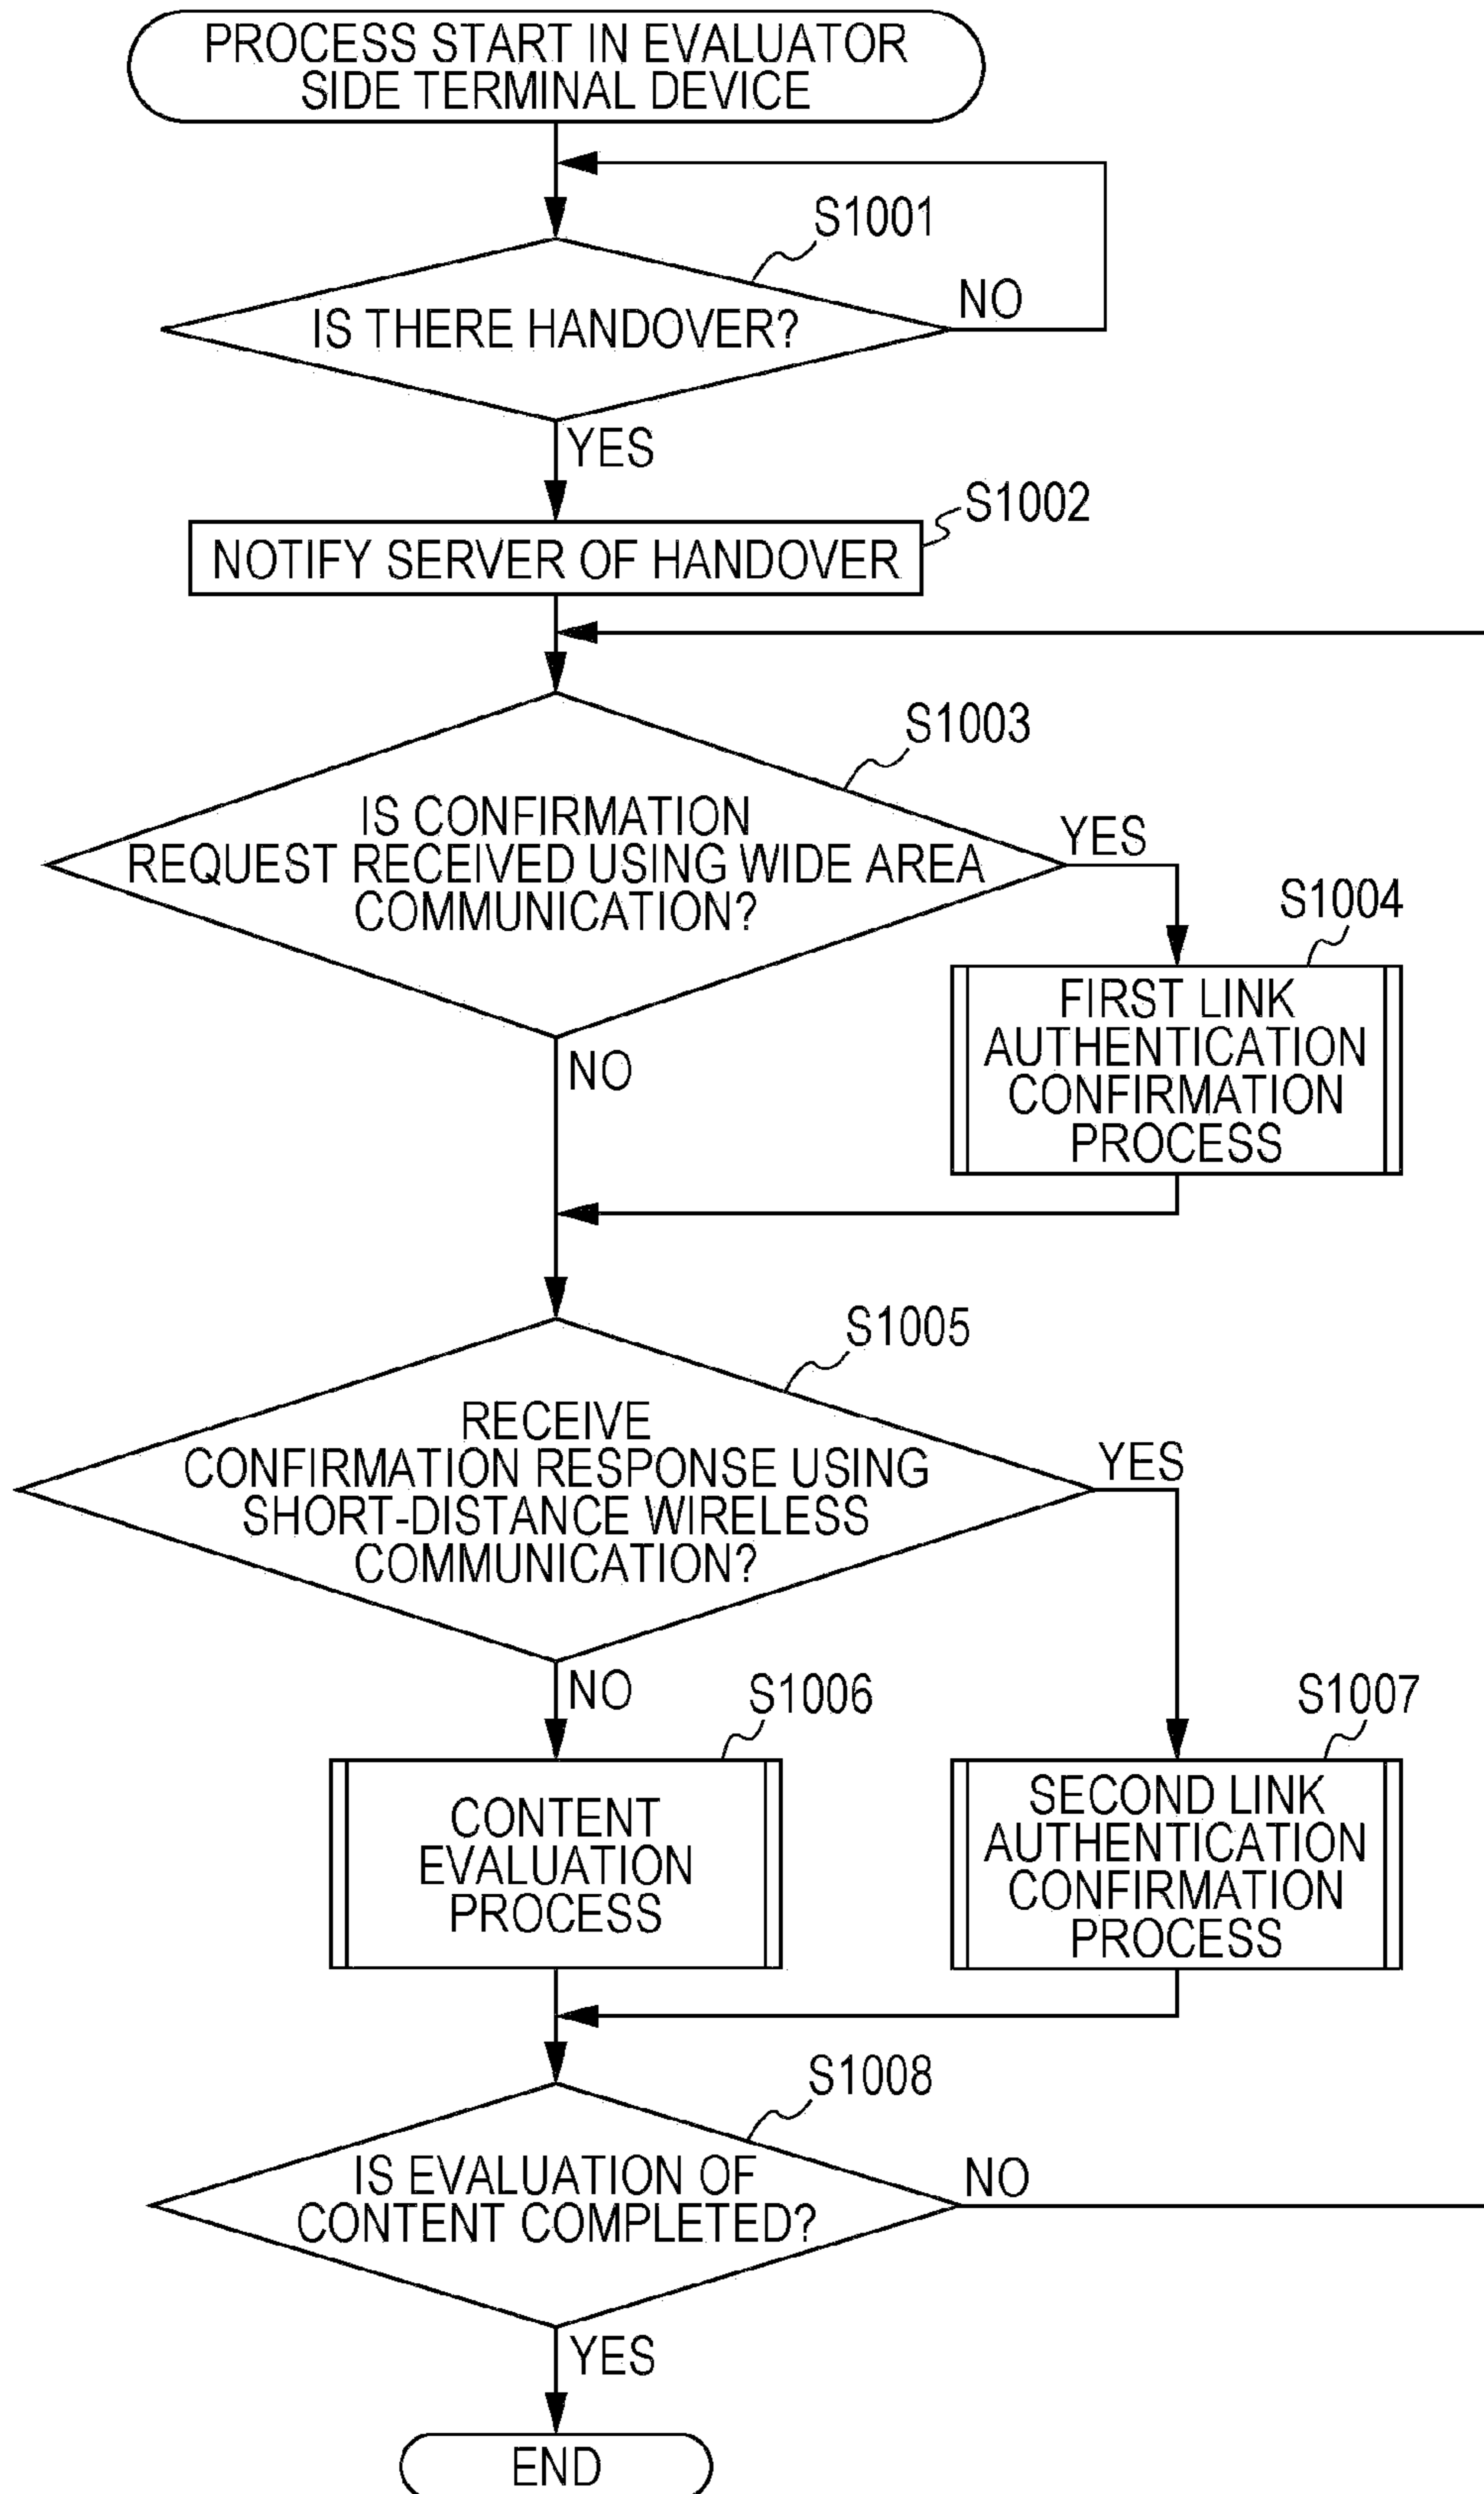 PROCESS START IN EVALUATOR
SIDE TERMINAL DEVICE
S1001
IS THERE HANDOVER?
NO
YES
S1002
NOTIFY SERVER OF HANDOVER
S1003
IS CONFIRMATION
REQUEST RECEIVED USING WIDE AREA
COMMUNICATION?
YES
S1004
FIRST LINK
AUTHENTICATION
CONFIRMATION
PROCESS
NO
S1005
RECEIVE
CONFIRMATION RESPONSE USING
SHORT-DISTANCE WIRELESS
COMMUNICATION?
YES
NO
S1006
CONTENT
EVALUATION
PROCESS
S1007
SECOND LINK
AUTHENTICATION
CONFIRMATION
PROCESS
S1008
IS EVALUATION OF
CONTENT COMPLETED?
NO
YES
END